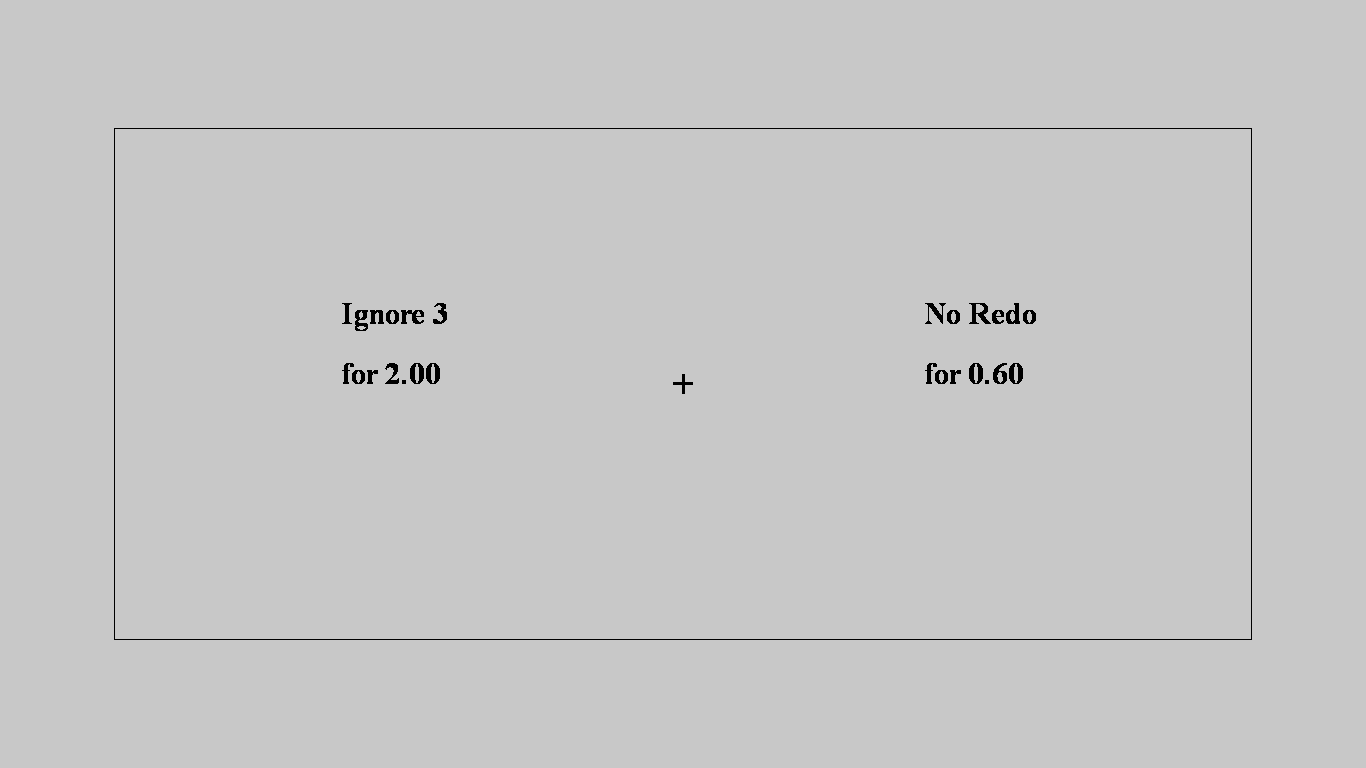 Ignore 3
for 2.00
+
No Redo
for 0.60